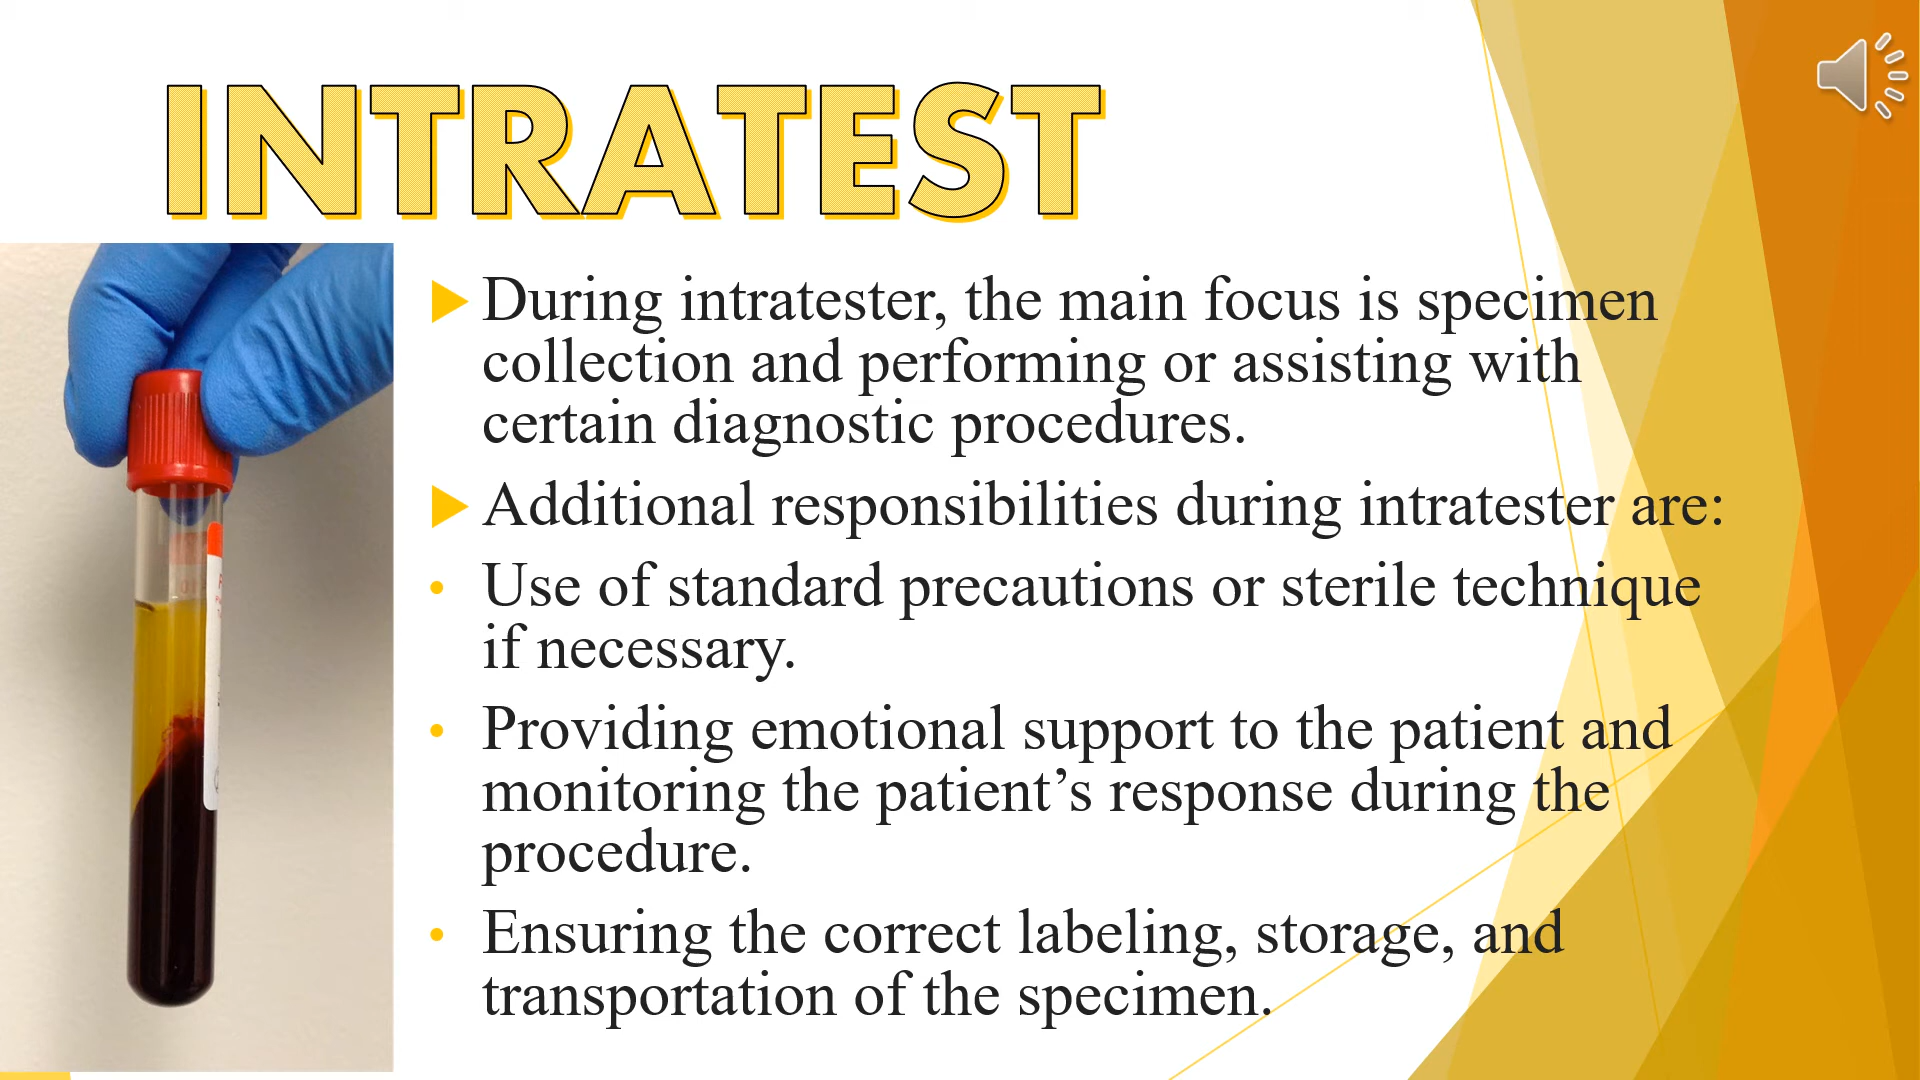 INTRATEST
During intratester, the main focus is specimen
collection and performing or assisting with
certain diagnostic procedures.
Additional responsibilities during intratester are:
Use of standard precautions or sterile technique
if necessary.
Providing emotional support to the patient and
monitoring the patient’s response during the
procedure.
Ensuring the correct labeling, storage, and
transportation of the specimen.